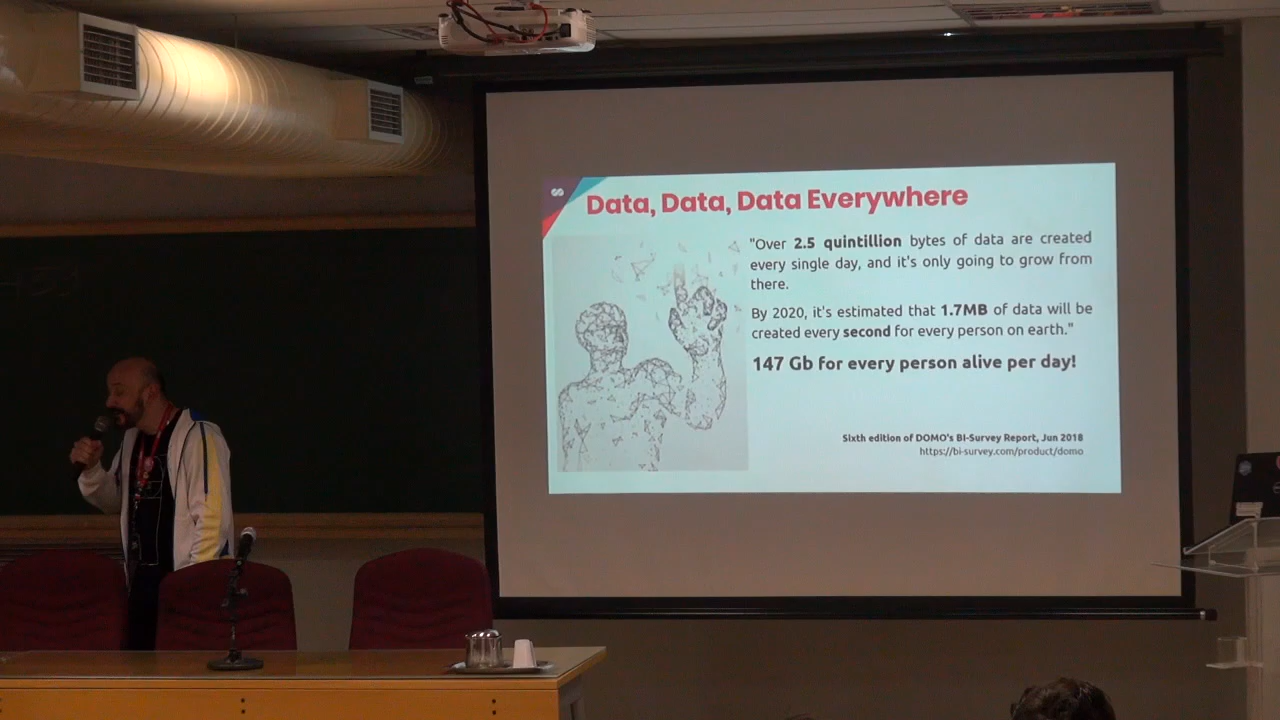 Data, Data, Data Everywhere
"Over 2.5 quintillion bytes of data are created
every single day, and it's only going to grow from
there.
By 2020, it's estimated that 1.7MB of data will be
created every second for every person on earth."
147 Gb for every person alive per day!
Sixth edition of DOMO's BI-Survey Report, Jun 2018
https://bi-survey.com/product/domo